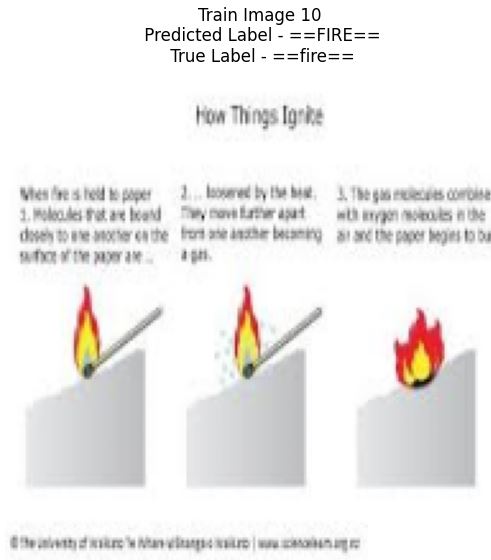 Train Image 10
Predicted Label - ==FIRE==
True Label - ==fire==
How Things Ignite
When fire is held to paper
1. Molecules that are bound
closely to one another on the
surface of the paper are ...
2. ... loosened by the heat.
They move further apart
from one another becoming
a gas.
3. The gas molecules combine
with oxygen molecules in the
air and the paper begins to bu
© The University of Waikato Te Whare Wānanga o Waikato | www.sciencelearn.org.nz